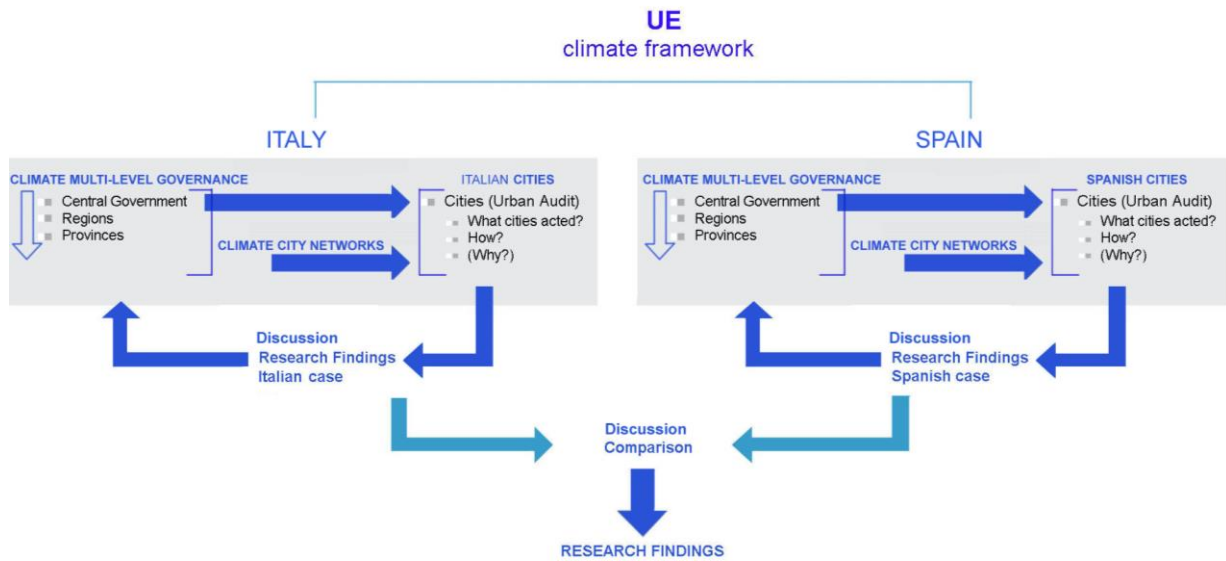 UE
climate framework
ITALY
CLIMATE MULTI-LEVEL GOVERNANCE
Central Government
Regions
Provinces
CLIMATE CITY NETWORKS
ITALIAN CITIES
Cities (Urban Audit)
What cities acted?
How?
(Why?)
Discussion
Research Findings
Italian case
SPAIN
CLIMATE MULTI-LEVEL GOVERNANCE
Central Government
Regions
Provinces
CLIMATE CITY NETWORKS
SPANISH CITIES
Cities (Urban Audit)
What cities acted?
How?
(Why?)
Discussion
Research Findings
Spanish case
Discussion
Comparison
RESEARCH FINDINGS